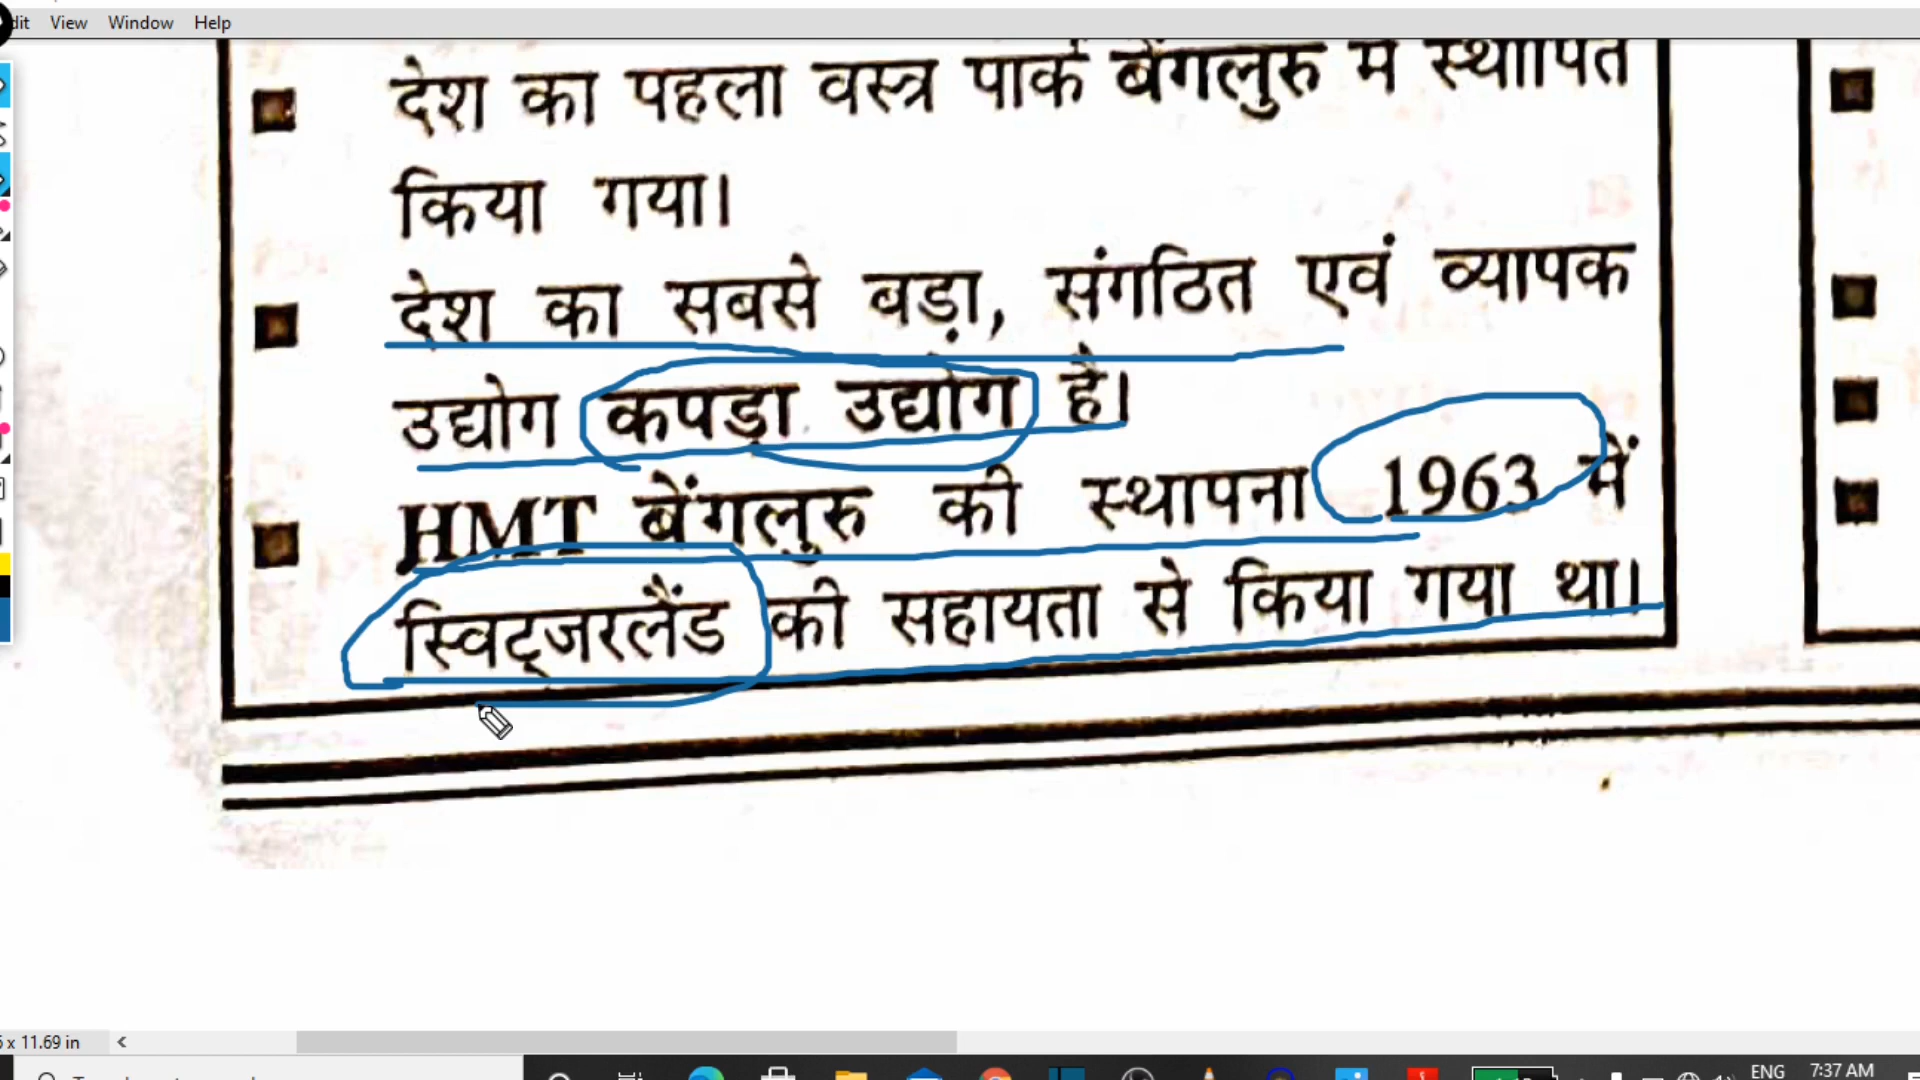 View Window Help
देश का पहला वस्त्र पार्क बेंगलुरु में स्थापित
किया गया।
देश का सबसे बड़ा, संगठित एवं व्यापक
उद्योग कपड़ा उद्योग है।
HMT बेंगलुरु की स्थापना 1963 में
स्विट्जरलैंड की सहायता से किया गया था।
x 11.69 in
ENG 7:37 AM